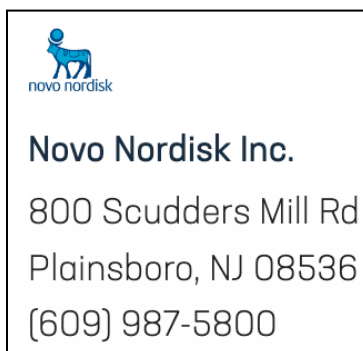 novo nordisk
Novo Nordisk Inc.
800 Scudders Mill Rd
Plainsboro, NJ 08536
(609) 987-5800